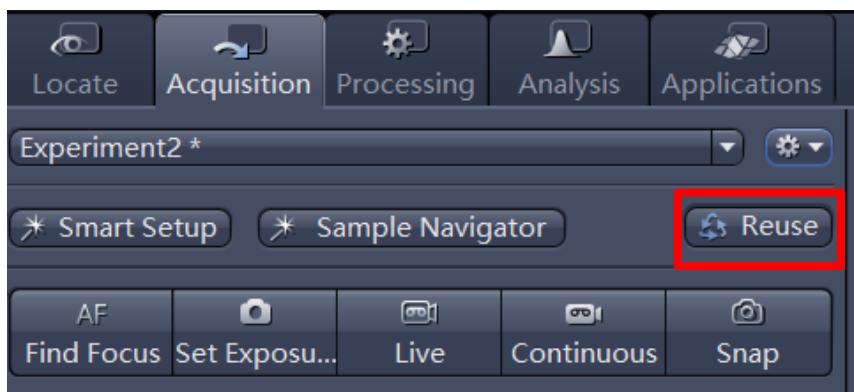 Locate Acquisition Processing Analysis Applications
Experiment2 *
Smart Setup Sample Navigator Reuse
AF
Find Focus Set Exposu... Live Continuous Snap